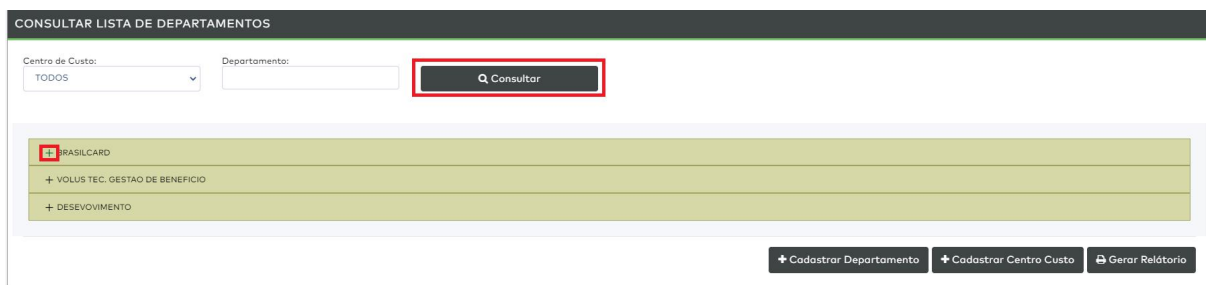 CONSULTAR LISTA DE DEPARTAMENTOS
Centro de Custo: Departamento:
TODOS Consultar
+ BRASILCARD
+ VOLUS TEC. GESTAO DE BENEFICIO
+ DESEVOVIMENTO
+ Cadastrar Departamento + Cadastrar Centro Custo Gerar Relátorio